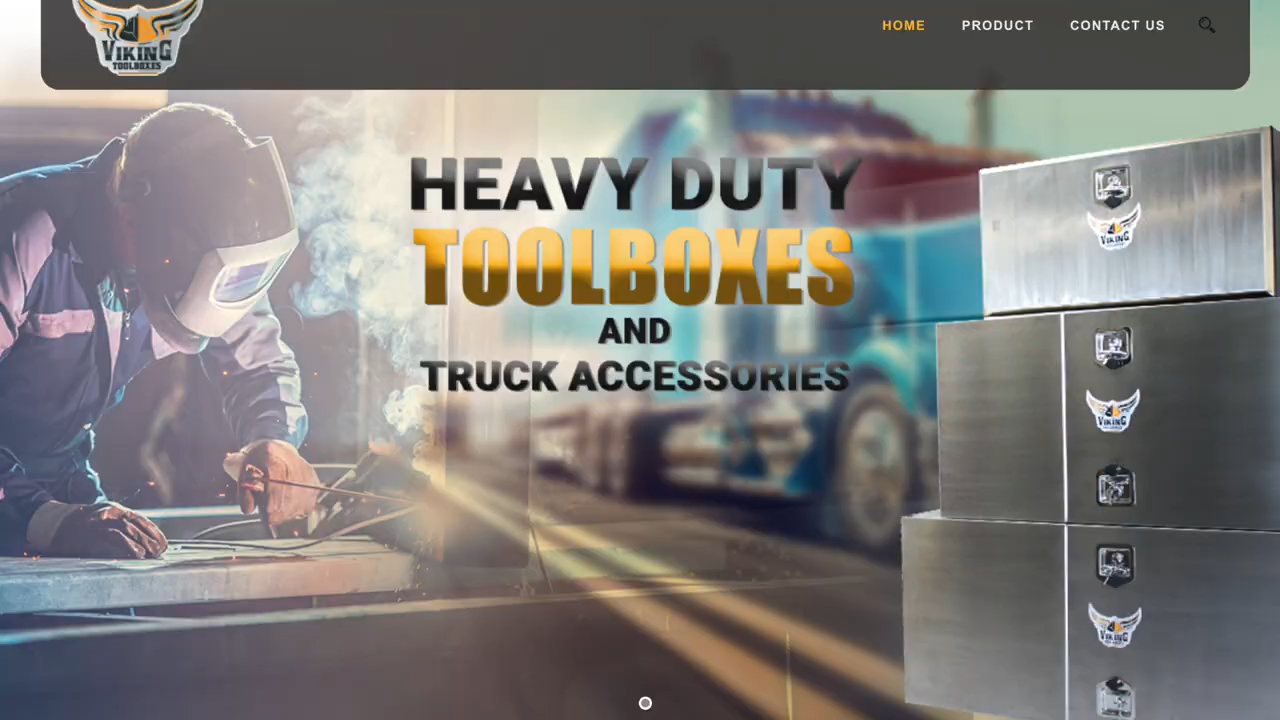 VIKING
TOOLBOXES
HOME PRODUCT CONTACT US
HEAVY DUTY
TOOLBOXES
AND
TRUCK ACCESSORIES
VIKING
VIKING
VIKING